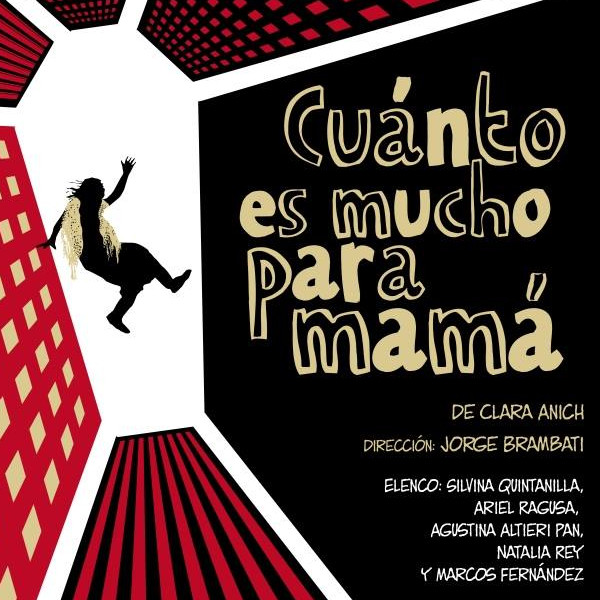 Cuánto
es mucho
para
mamá
DE CLARA ANICH
DIRECCIÓN: JORGE BRAMBATI
ELENCO: SILVINA QUINTANILLA,
ARIEL RAGUSA,
AGUSTINA ALTIERI PAN,
NATALIA REY
Y MARCOS FERNÁNDEZ